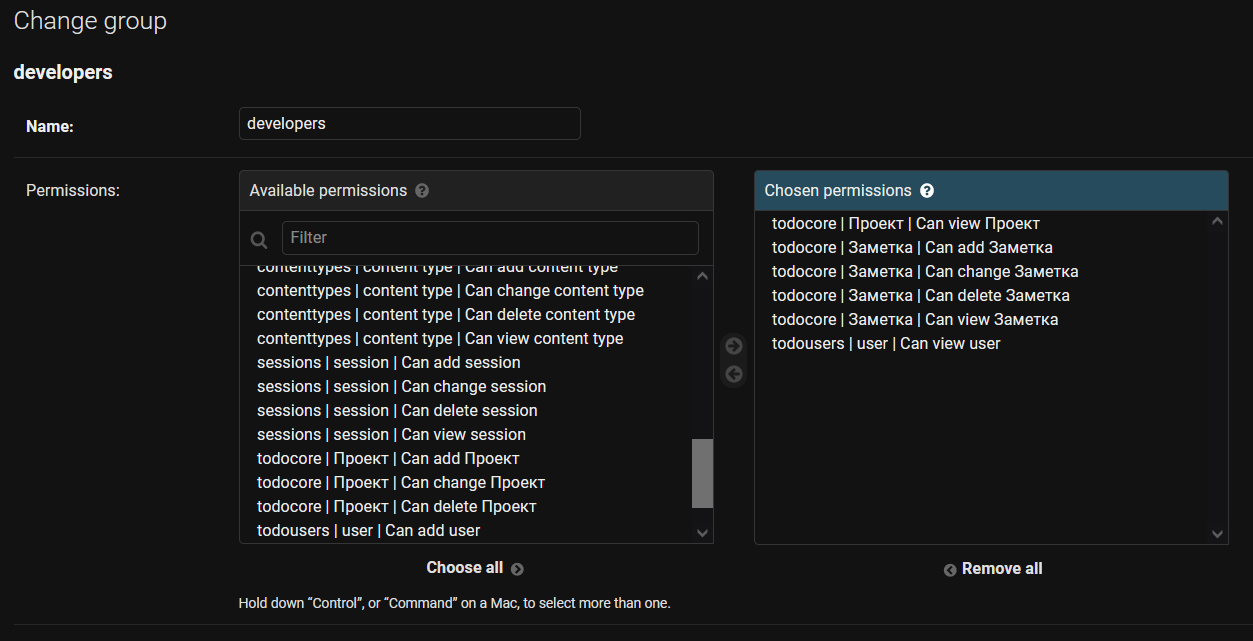 Change group
developers
Name:
developers
Permissions:
Available permissions ?
Filter
contenttypes | content type | Can add content type
contenttypes | content type | Can change content type
contenttypes | content type | Can delete content type
contenttypes | content type | Can view content type
sessions | session | Can add session
sessions | session | Can change session
sessions | session | Can delete session
sessions | session | Can view session
todocore | Проект | Can add Проект
todocore | Проект | Can change Проект
todocore | Проект | Can delete Проект
todousers | user | Can add user
Choose all
Hold down “Control”, or “Command” on a Mac, to select more than one.
Chosen permissions ?
todocore | Проект | Can view Проект
todocore | Заметка | Can add Заметка
todocore | Заметка | Can change Заметка
todocore | Заметка | Can delete Заметка
todocore | Заметка | Can view Заметка
todousers | user | Can view user
Remove all